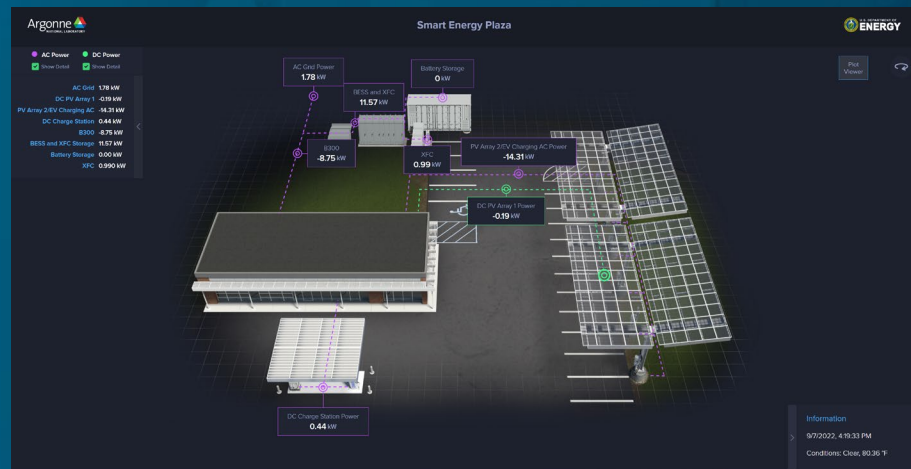 Argonne
NATIONAL LABORATORY
Smart Energy Plaza
U.S. DEPARTMENT OF
ENERGY
AC Power DC Power
Show Detail Show Detail
AC Grid 1.78 kW
DC PV Array 1 -0.19 kW
PV Array 2/EV Charging AC -14.31 kW
DC Charge Station 0.44 kW
B300 -8.75 kW
BESS and XFC Storage 11.57 kW
Battery Storage 0.00 kW
XFC 0.990 kW
AC Grid Power
1.78 kW
Battery Storage
0 kW
Plot
Viewer
BESS and XFC
11.57 kW
B300
-8.75 kW
XFC
0.99 kW
PV Array 2/EV Charging AC Power
-14.31 kW
DC PV Array 1 Power
-0.19 kW
DC Charge Station Power
0.44 kW
Information
9/7/2022, 4:19:33 PM
Conditions: Clear, 80.36 °F